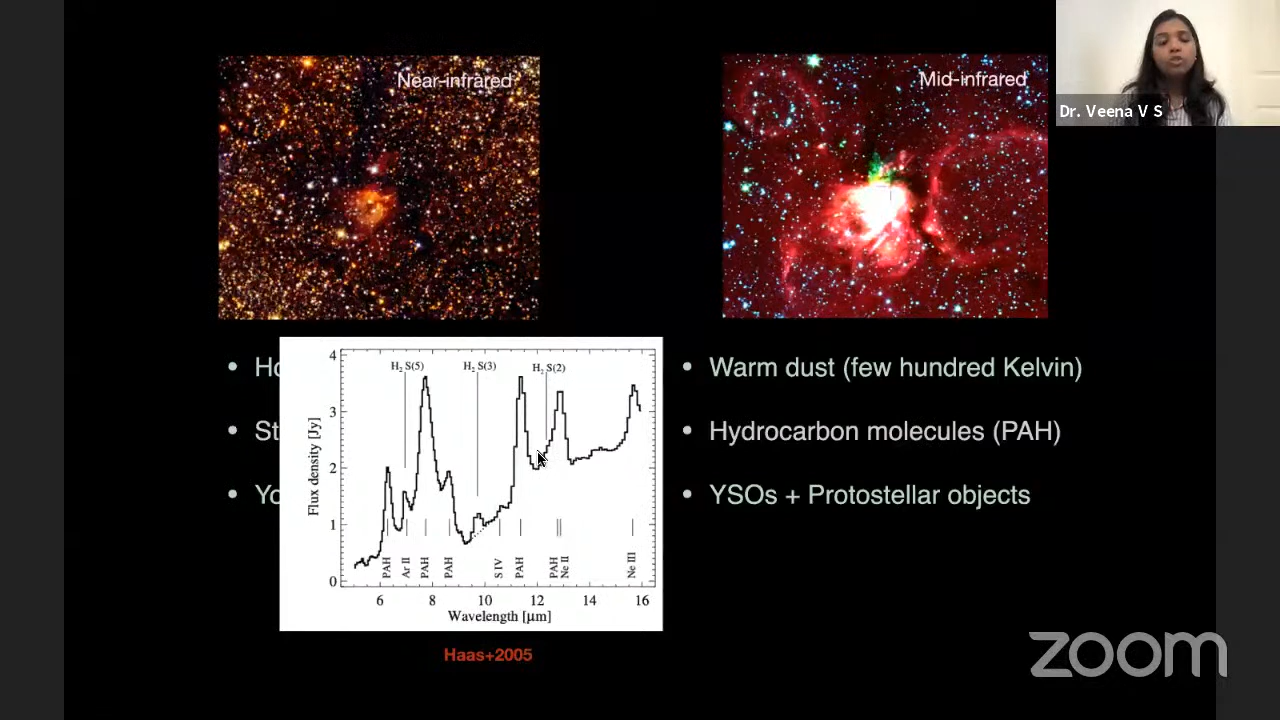 Near-infrared
Mid-infrared
Dr. Veena V S
• Ho
• St
• Yo
• Warm dust (few hundred Kelvin)
• Hydrocarbon molecules (PAH)
• YSOs + Protostellar objects
H₂ S(5)
H₂ S(3)
H₂ S(2)
4
3
2
1
0
Flux density [Jy]
PAH
Ar II
PAH
PAH
S IV
PAH
PAH
Ne II
Ne III
6 8 10 12 14 16
Wavelength [μm]
Haas+2005
zoom